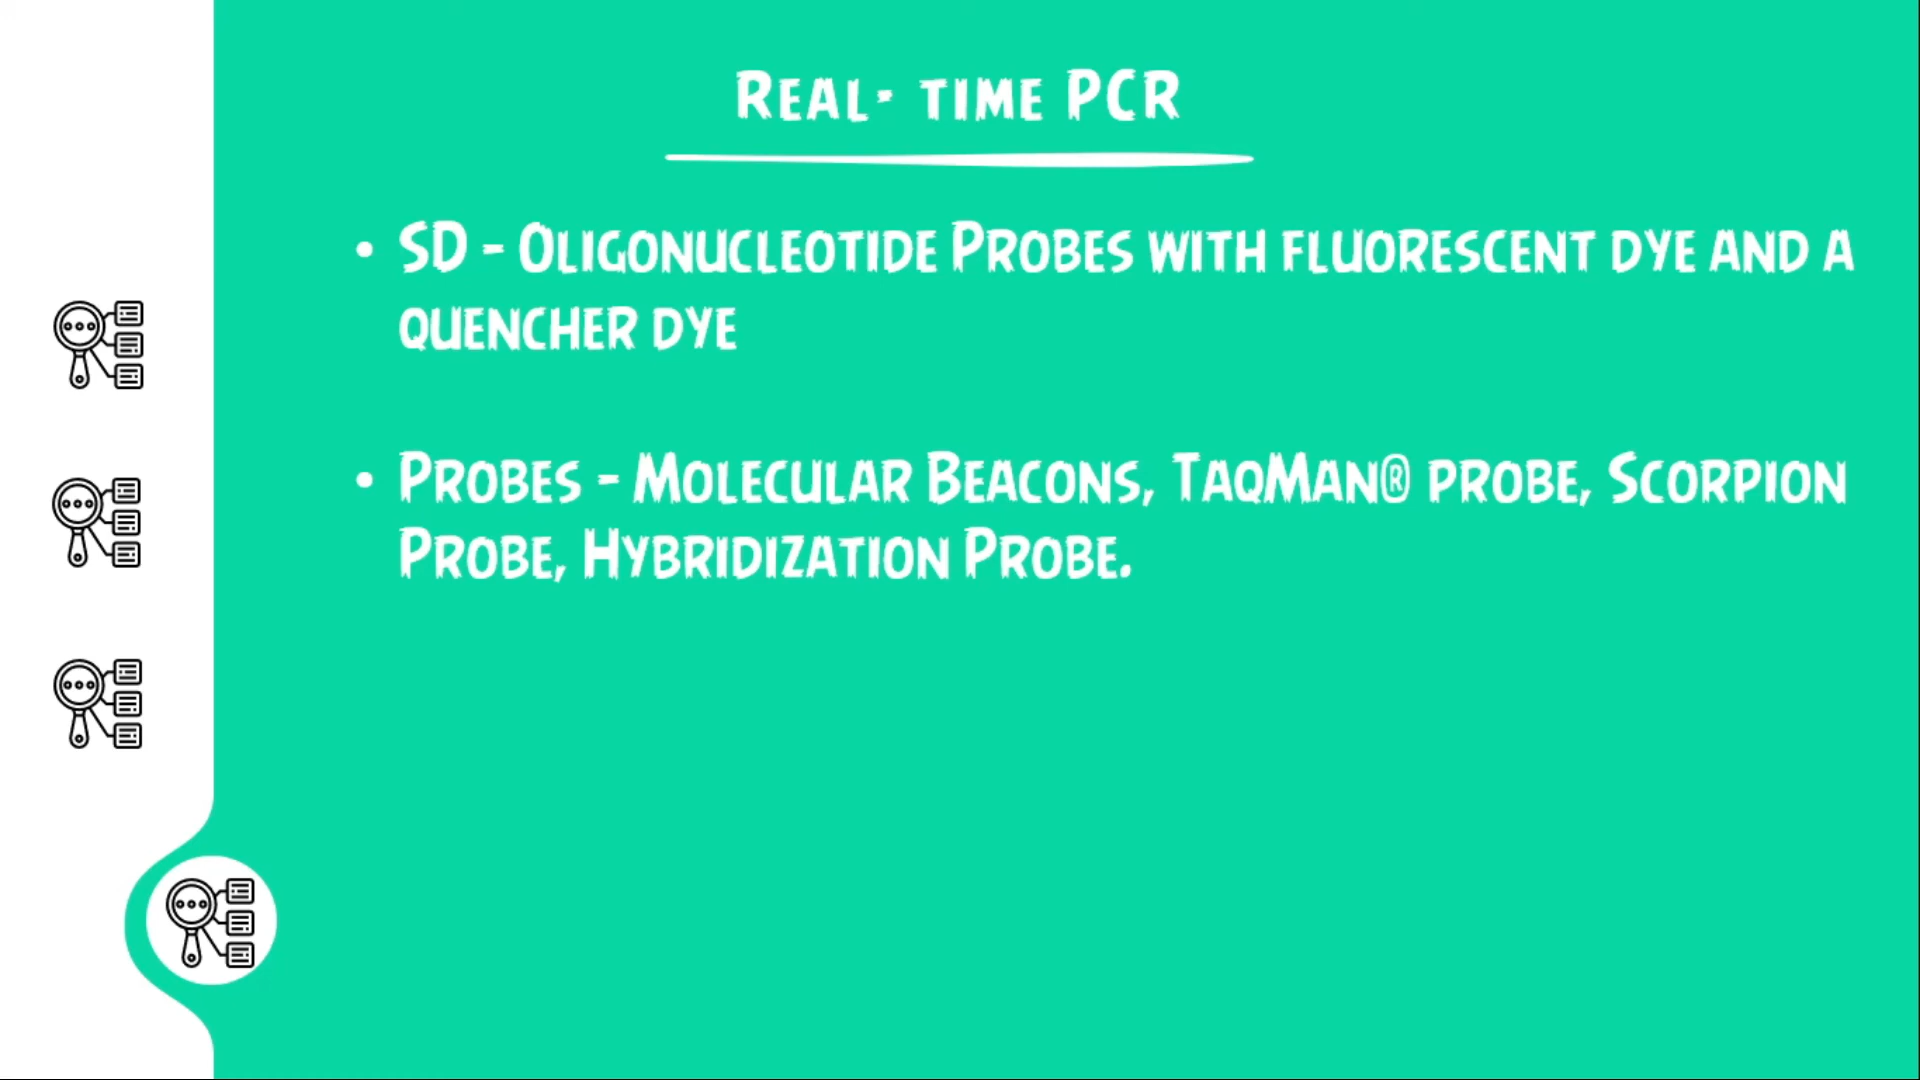 Real- time PCR
SD - Oligonucleotide Probes with fluorescent dye and a
quencher dye
Probes - Molecular Beacons, TaqMan® probe, Scorpion
Probe, Hybridization Probe.